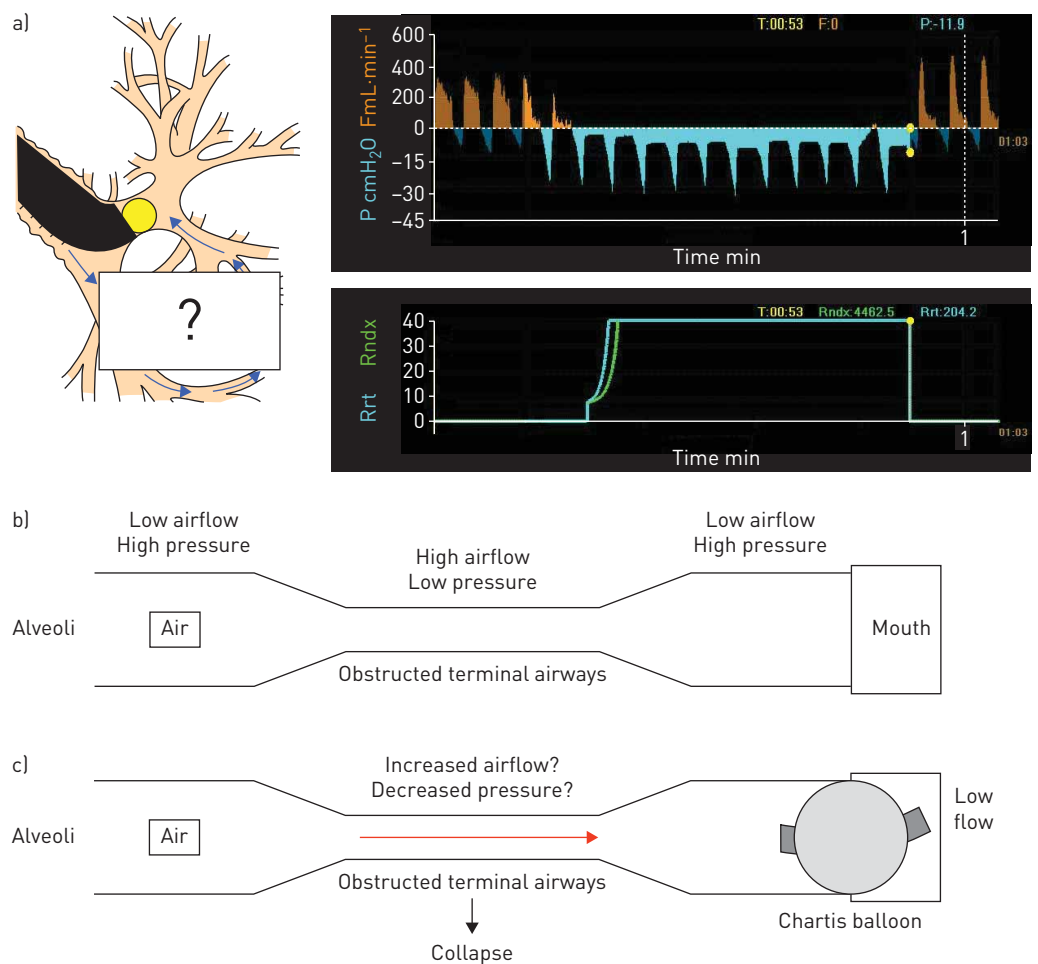 a)
?
T:00:53 F:0 P:-11.9
P cmH₂O FmL·min⁻¹
600
400
200
0
−15
−30
−45
01:03
1
Time min
T:00:53 Rndx:4462.5 Rrt:204.2
Rrt Rndx
40
30
20
10
0
01:03
1
Time min
b)
Low airflow
High pressure
High airflow
Low pressure
Low airflow
High pressure
Alveoli
Air
Mouth
Obstructed terminal airways
c)
Increased airflow?
Decreased pressure?
Alveoli
Air
Low
flow
Obstructed terminal airways
Chartis balloon
Collapse